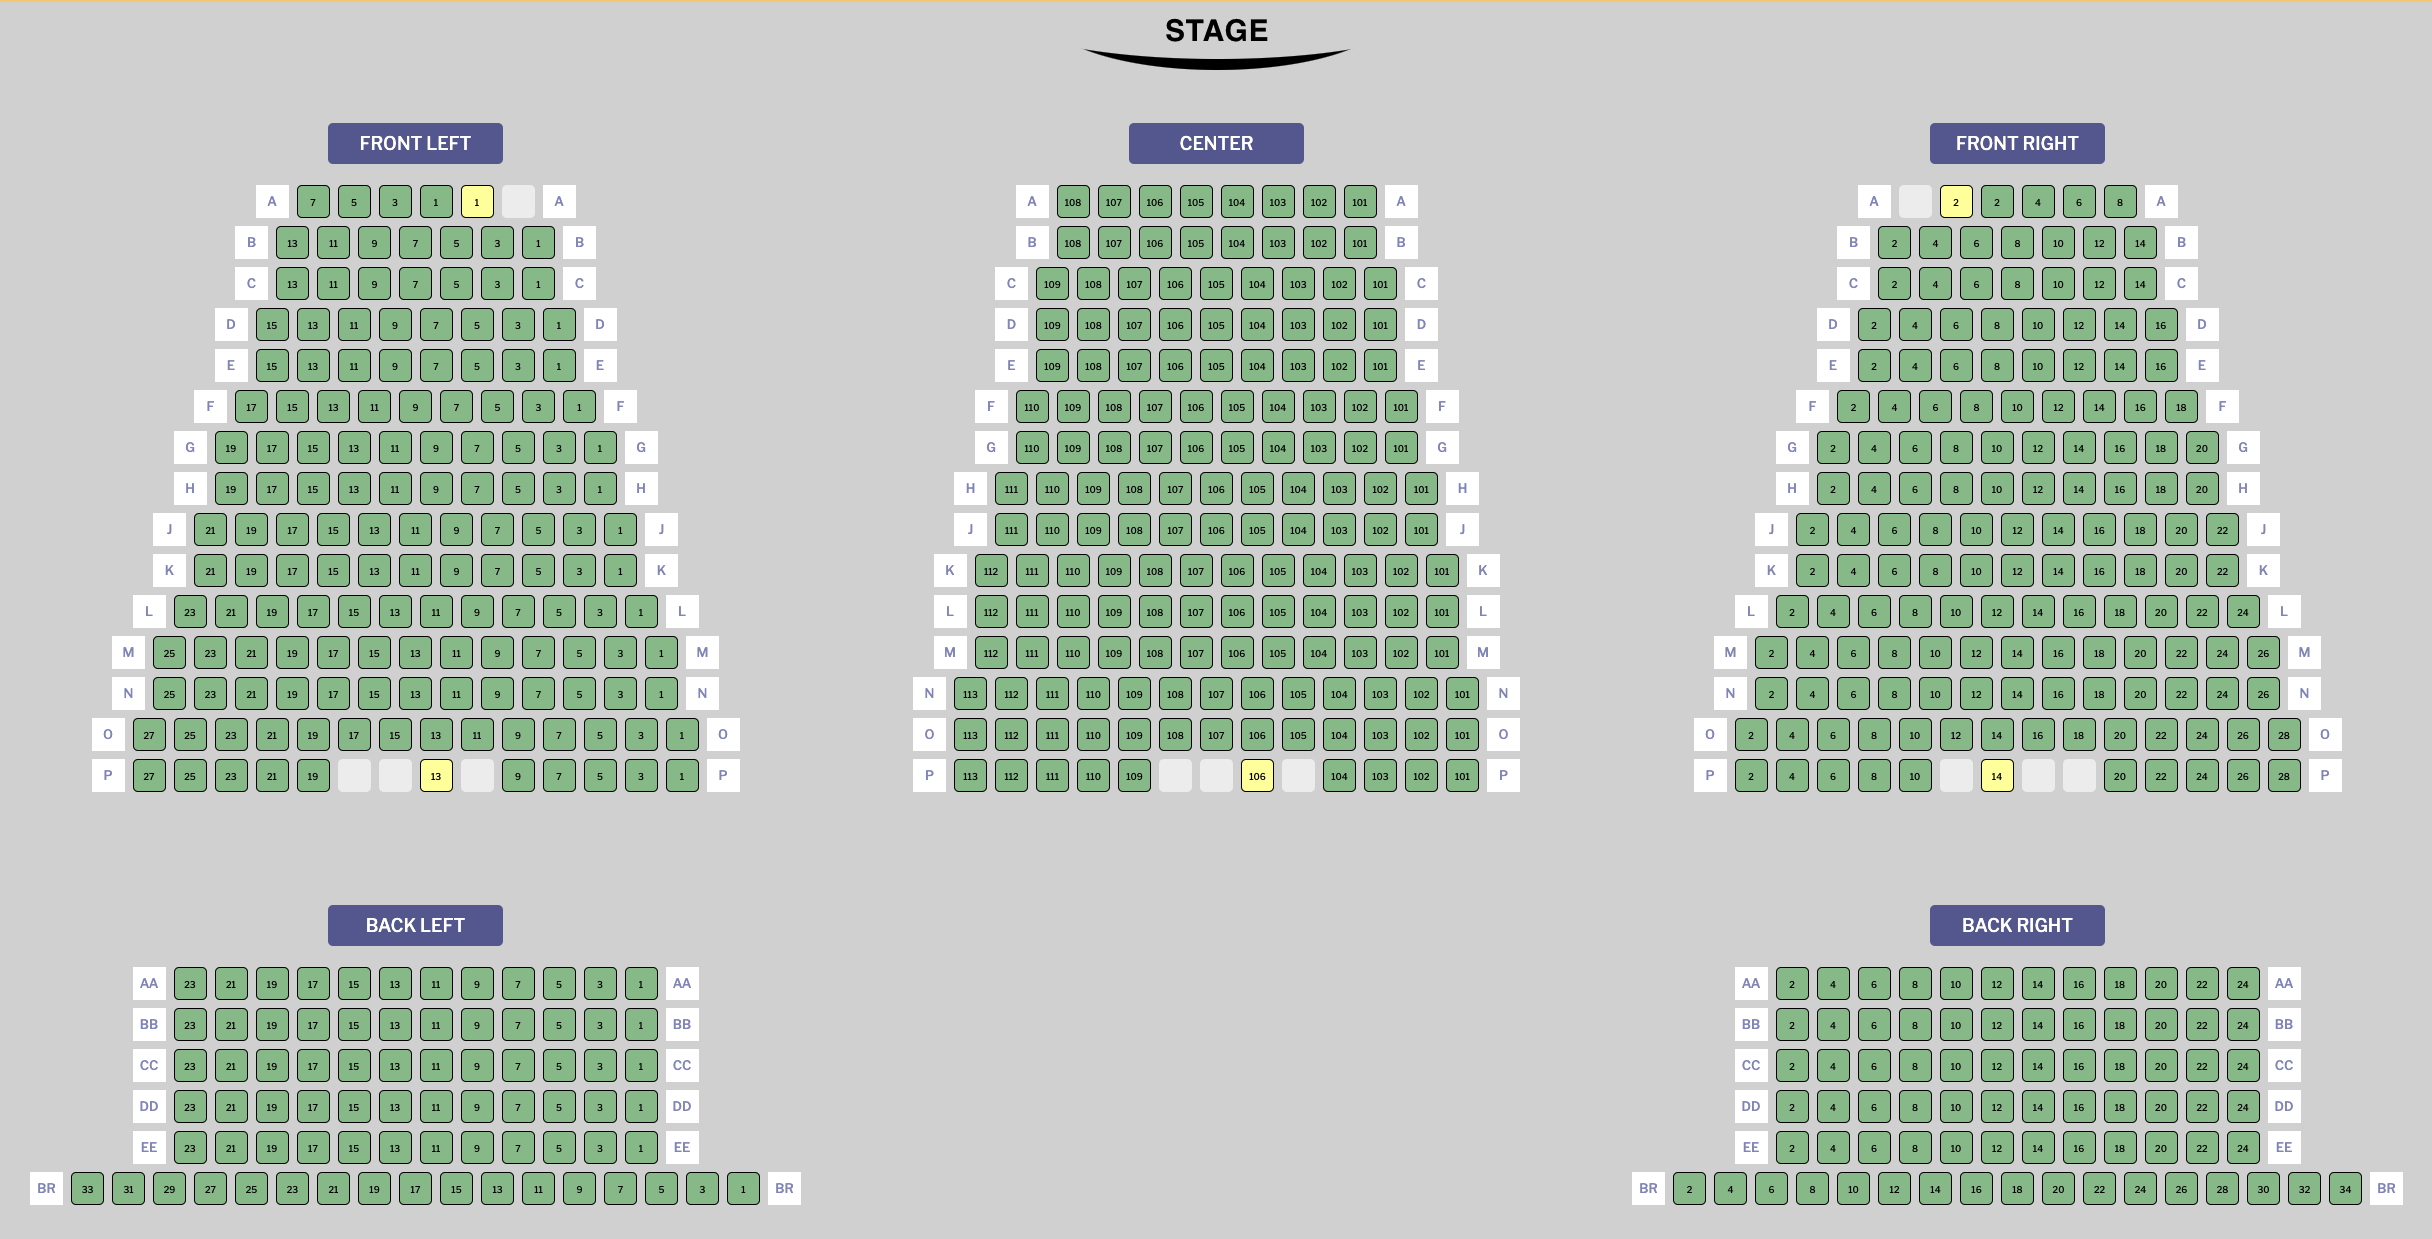 STAGE
FRONT LEFT CENTER FRONT RIGHT
A 7 5 3 1 1 A A 108 107 106 105 104 103 102 101 A A 2 2 4 6 8 A
B 13 11 9 7 5 3 1 B B 108 107 106 105 104 103 102 101 B B 2 4 6 8 10 12 14 B
C 13 11 9 7 5 3 1 C C 109 108 107 106 105 104 103 102 101 C C 2 4 6 8 10 12 14 C
D 15 13 11 9 7 5 3 1 D D 109 108 107 106 105 104 103 102 101 D D 2 4 6 8 10 12 14 16 D
E 15 13 11 9 7 5 3 1 E E 109 108 107 106 105 104 103 102 101 E E 2 4 6 8 10 12 14 16 E
F 17 15 13 11 9 7 5 3 1 F F 110 109 108 107 106 105 104 103 102 101 F F 2 4 6 8 10 12 14 16 18 F
G 19 17 15 13 11 9 7 5 3 1 G G 110 109 108 107 106 105 104 103 102 101 G G 2 4 6 8 10 12 14 16 18 20 G
H 19 17 15 13 11 9 7 5 3 1 H H 111 110 109 108 107 106 105 104 103 102 101 H H 2 4 6 8 10 12 14 16 18 20 H
J 21 19 17 15 13 11 9 7 5 3 1 J J 111 110 109 108 107 106 105 104 103 102 101 J J 2 4 6 8 10 12 14 16 18 20 22 J
K 21 19 17 15 13 11 9 7 5 3 1 K K 112 111 110 109 108 107 106 105 104 103 102 101 K K 2 4 6 8 10 12 14 16 18 20 22 K
L 23 21 19 17 15 13 11 9 7 5 3 1 L L 112 111 110 109 108 107 106 105 104 103 102 101 L L 2 4 6 8 10 12 14 16 18 20 22 24 L
M 25 23 21 19 17 15 13 11 9 7 5 3 1 M M 112 111 110 109 108 107 106 105 104 103 102 101 M M 2 4 6 8 10 12 14 16 18 20 22 24 26 M
N 25 23 21 19 17 15 13 11 9 7 5 3 1 N N 113 112 111 110 109 108 107 106 105 104 103 102 101 N N 2 4 6 8 10 12 14 16 18 20 22 24 26 N
O 27 25 23 21 19 17 15 13 11 9 7 5 3 1 O O 113 112 111 110 109 108 107 106 105 104 103 102 101 O O 2 4 6 8 10 12 14 16 18 20 22 24 26 28 O
P 27 25 23 21 19 13 9 7 5 3 1 P P 113 112 111 110 109 106 104 103 102 101 P P 2 4 6 8 10 14 20 22 24 26 28 P
BACK LEFT BACK RIGHT
AA 23 21 19 17 15 13 11 9 7 5 3 1 AA AA 2 4 6 8 10 12 14 16 18 20 22 24 AA
BB 23 21 19 17 15 13 11 9 7 5 3 1 BB BB 2 4 6 8 10 12 14 16 18 20 22 24 BB
CC 23 21 19 17 15 13 11 9 7 5 3 1 CC CC 2 4 6 8 10 12 14 16 18 20 22 24 CC
DD 23 21 19 17 15 13 11 9 7 5 3 1 DD DD 2 4 6 8 10 12 14 16 18 20 22 24 DD
EE 23 21 19 17 15 13 11 9 7 5 3 1 EE EE 2 4 6 8 10 12 14 16 18 20 22 24 EE
BR 33 31 29 27 25 23 21 19 17 15 13 11 9 7 5 3 1 BR BR 2 4 6 8 10 12 14 16 18 20 22 24 26 28 30 32 34 BR